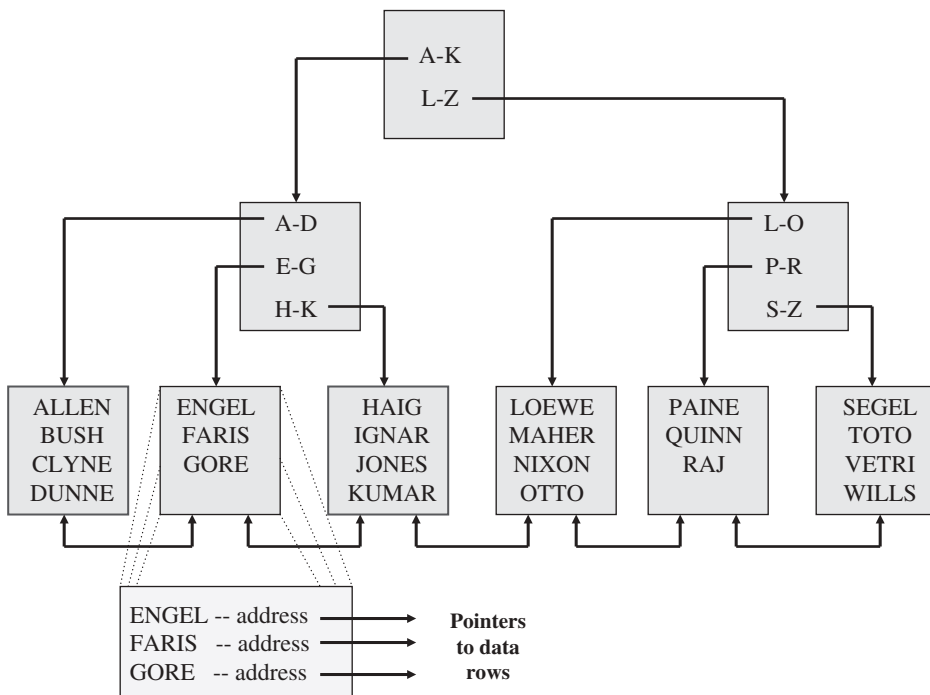 A-K
L-Z
A-D
E-G
H-K
L-O
P-R
S-Z
ALLEN
BUSH
CLYNE
DUNNE
ENGEL
FARIS
GORE
HAIG
IGNAR
JONES
KUMAR
LOEWE
MAHER
NIXON
OTTO
PAINE
QUINN
RAJ
SEGEL
TOTO
VETRI
WILLS
ENGEL -- address
FARIS -- address
GORE -- address
Pointers
to data
rows